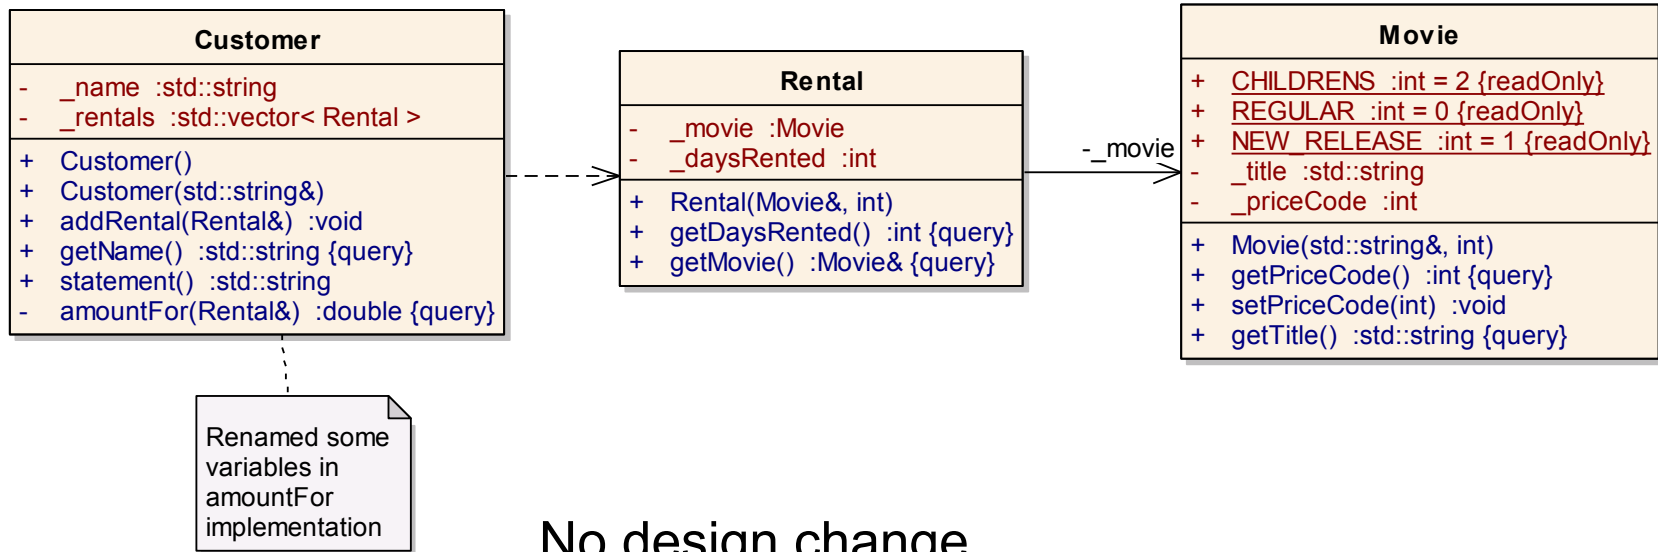 Customer
- _name :std::string
- _rentals :std::vector< Rental >
+ Customer()
+ Customer(std::string&)
+ addRental(Rental&) :void
+ getName() :std::string {query}
+ statement() :std::string
- amountFor(Rental&) :double {query}
Renamed some
variables in
amountFor
implementation
Rental
- _movie :Movie
- _daysRented :int
+ Rental(Movie&, int)
+ getDaysRented() :int {query}
+ getMovie() :Movie& {query}
-_movie
Movie
+ CHILDRENS :int = 2 {readOnly}
+ REGULAR :int = 0 {readOnly}
+ NEW_RELEASE :int = 1 {readOnly}
- _title :std::string
- _priceCode :int
+ Movie(std::string&, int)
+ getPriceCode() :int {query}
+ setPriceCode(int) :void
+ getTitle() :std::string {query}
No design change